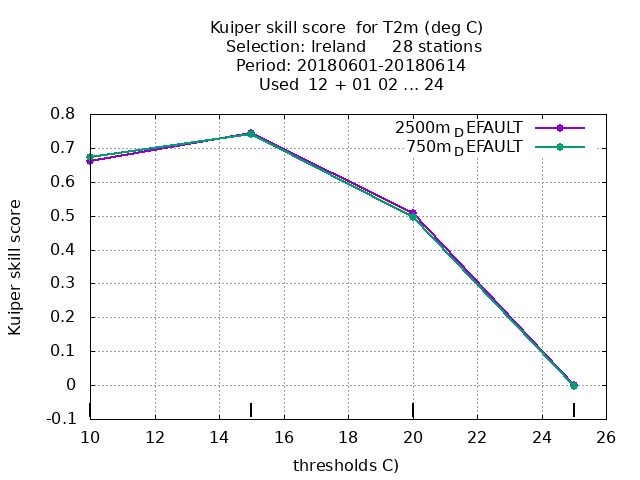 Kuiper skill score for T2m (deg C)
Selection: Ireland 28 stations
Period: 20180601-20180614
Used 12 + 01 02 ... 24
2500m_DEFAULT
750m_DEFAULT
0.8
0.7
0.6
0.5
0.4
0.3
0.2
0.1
0
-0.1
Kuiper skill score
10 12 14 16 18 20 22 24 26
thresholds C)